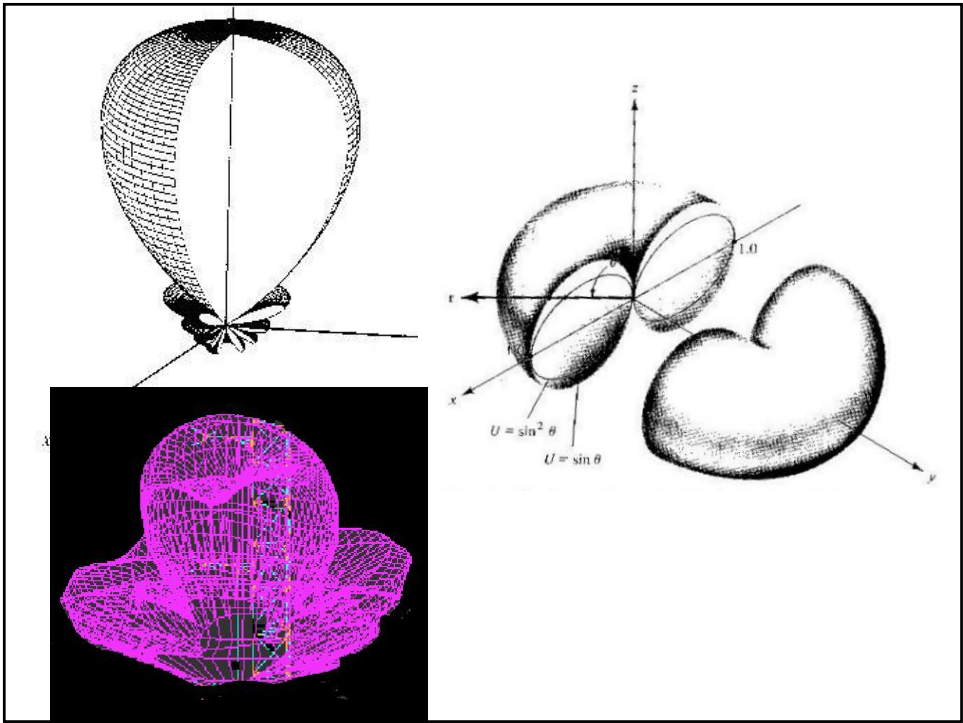 z
1.0
θ
r
x
U = sin² θ
U = sin θ
y
x